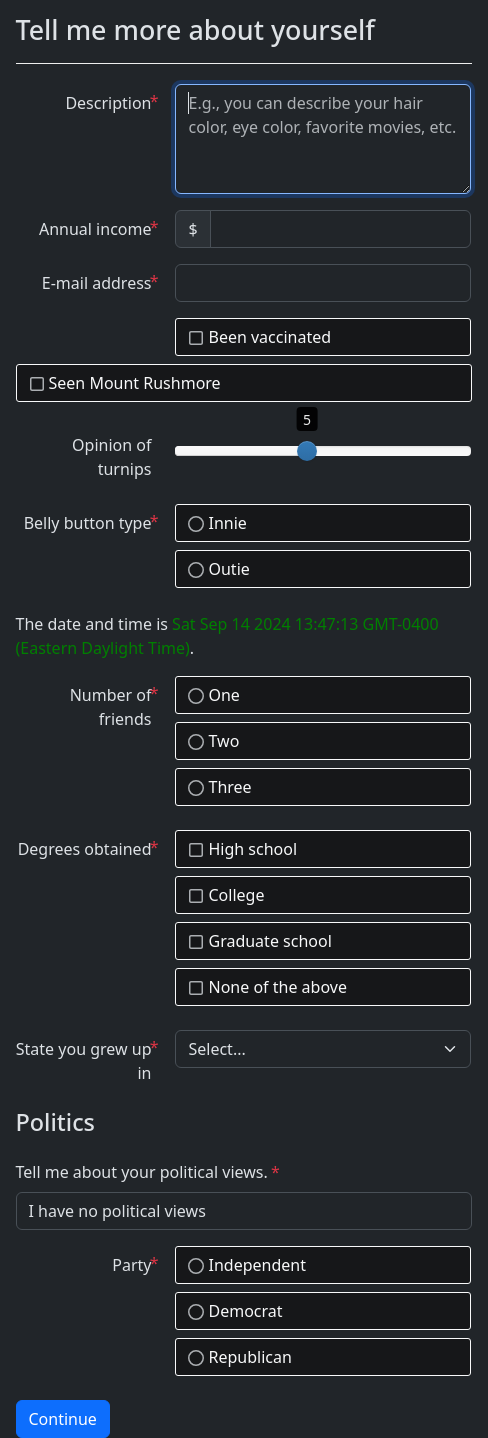 Tell me more about yourself
Description*
E.g., you can describe your hair
color, eye color, favorite movies, etc.
Annual income*
$
E-mail address*
Been vaccinated
Seen Mount Rushmore
5
Opinion of
turnips
Belly button type*
Innie
Outie
The date and time is Sat Sep 14 2024 13:47:13 GMT-0400
(Eastern Daylight Time).
Number of*
friends
One
Two
Three
Degrees obtained*
High school
College
Graduate school
None of the above
State you grew up*
in
Select...
Politics
Tell me about your political views. *
I have no political views
Party*
Independent
Democrat
Republican
Continue